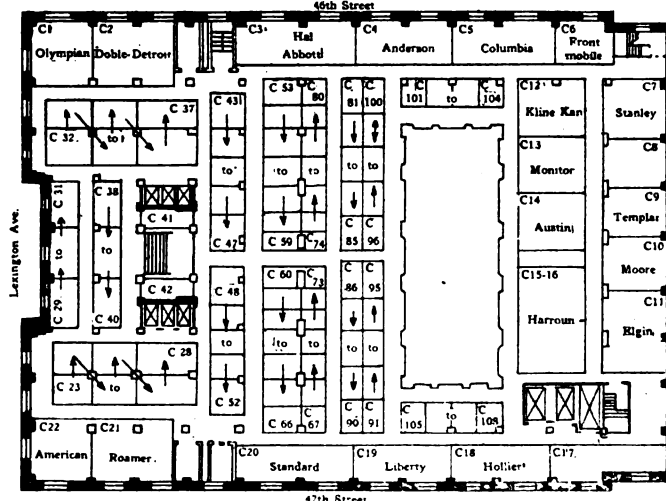 46th Street
C1 C2 C3 C4 C5 C6
Olympian Doble-Detroit Hal Abbott Anderson Columbia Front mobile
C 37
C 32 to
C 43 to C 47
C 53 to C 59
C 80 to C 74
C 81 to C 85
C 100 to C 96
C 101 to C 104
C12 Kline Kar
C13 Monitor
C14 Austin
C15-16 Harroun
C7 Stanley
C8
C9 Templar
C10 Moore
C11 Elgin
Lexington Ave.
C 31 to C 29
C 38 to C 40
C 41
C 42
C 48 to C 52
C 60 to C 66
C 73 to C 67
C 86 to C 90
C 95 to C 91
C 105 to C 108
C 28
C 23 to
C22 C21 C20 C19 C18 C17
American Roamer Standard Liberty Hollier
47th Street